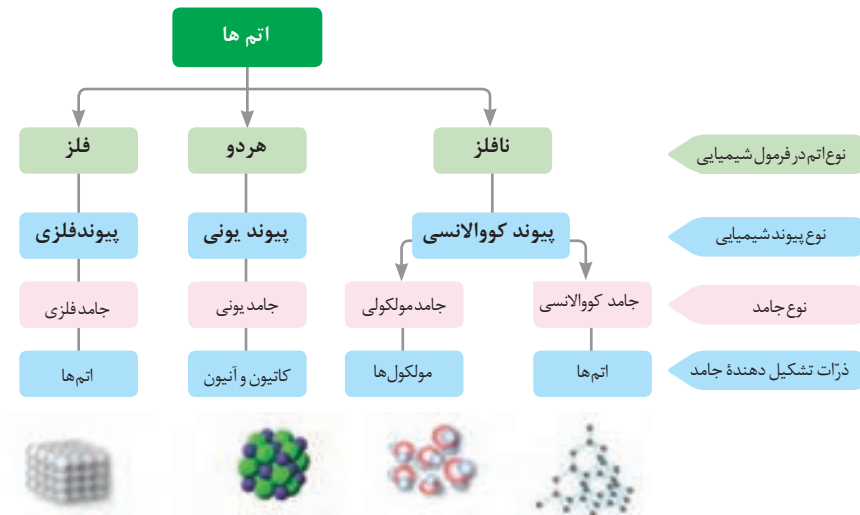 اتم ها
نوع اتم در فرمول شیمیایی
نافلز
هردو
فلز
نوع پیوند شیمیایی
پیوند کووالانسی
پیوند یونی
پیوند فلزی
نوع جامد
جامد کووالانسی
جامد مولکولی
جامد یونی
جامد فلزی
ذرّات تشکیل دهندۀ جامد
اتم‌ها
مولکول‌ها
کاتیون و آنیون
اتم‌ها